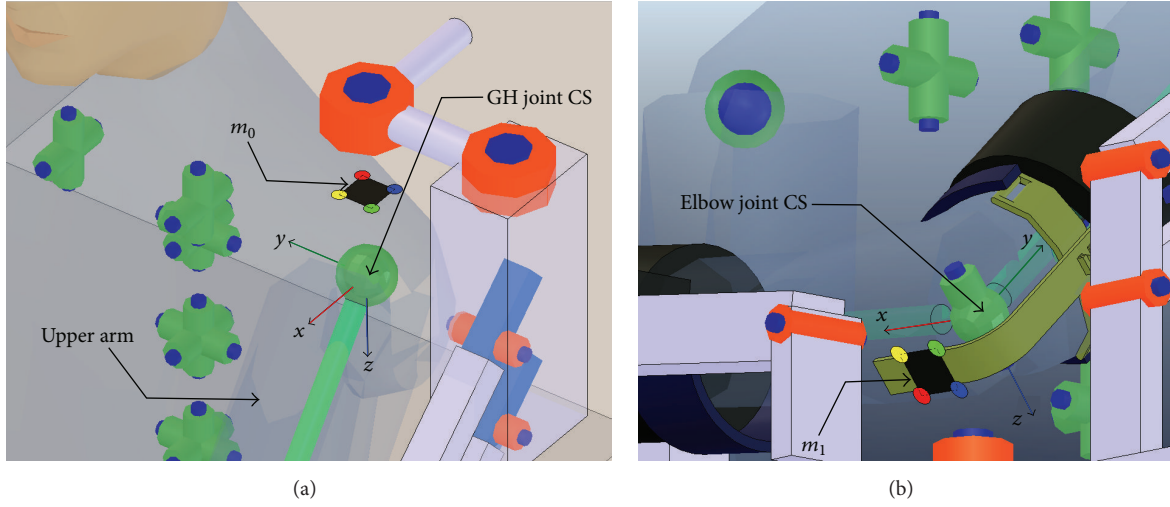 GH joint CS
m0
y
x
z
Upper arm
(a)
Elbow joint CS
y
x
z
m1
(b)